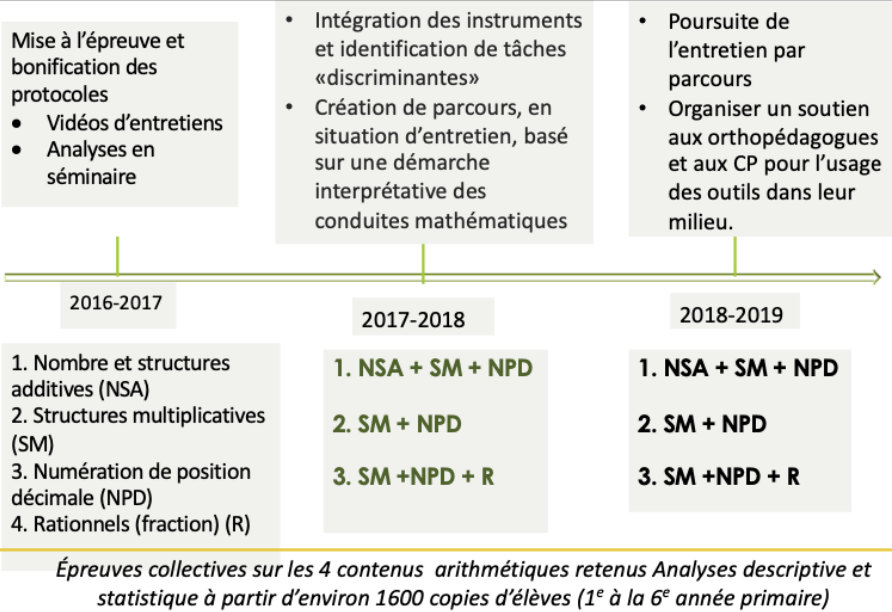 Mise à l'épreuve et
bonification des
protocoles
• Vidéos d'entretiens
• Analyses en
séminaire
• Intégration des instruments
et identification de tâches
«discriminantes»
• Création de parcours, en
situation d'entretien, basé
sur une démarche
interprétative des
conduites mathématiques
• Poursuite de
l'entretien par
parcours
• Organiser un soutien
aux orthopédagogues
et aux CP pour l'usage
des outils dans leur
milieu.
2016-2017
2017-2018
2018-2019
1. Nombre et structures
additives (NSA)
2. Structures multiplicatives
(SM)
3. Numération de position
décimale (NPD)
4. Rationnels (fraction) (R)
1. NSA + SM + NPD
2. SM + NPD
3. SM +NPD + R
1. NSA + SM + NPD
2. SM + NPD
3. SM +NPD + R
Épreuves collectives sur les 4 contenus arithmétiques retenus Analyses descriptive et
statistique à partir d'environ 1600 copies d'élèves (1e à la 6e année primaire)